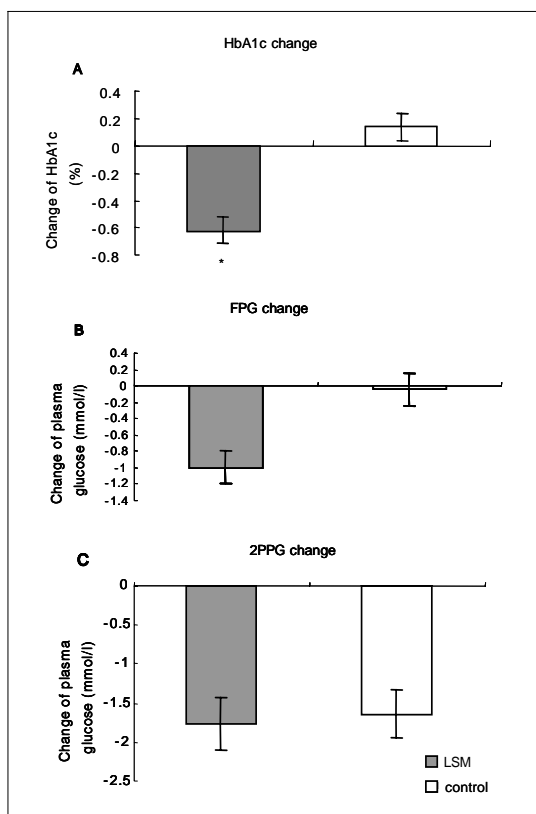 HbA1c change
A
Change of HbA1c
(%)
0.4
0.2
0
-0.2
-0.4
-0.6
-0.8
*
FPG change
B
Change of plasma
glucose (mmol/l)
0.4
0.2
0
-0.2
-0.4
-0.6
-0.8
-1
-1.2
-1.4
2PPG change
C
Change of plasma
glucose (mmol/l)
0
-0.5
-1
-1.5
-2
-2.5
LSM
control